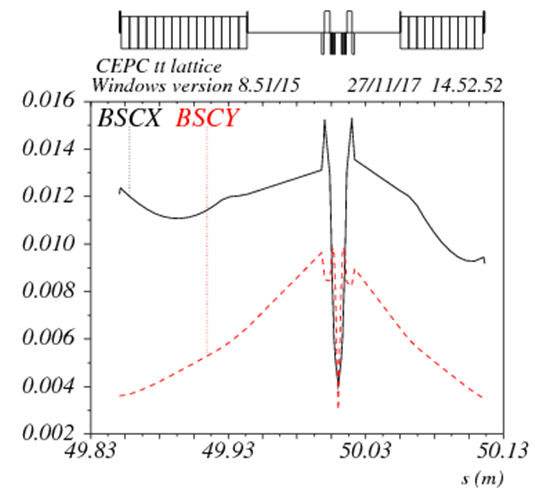 CEPC tt lattice
Windows version 8.51/15 27/11/17 14.52.52
0.016
BSCX BSCY
0.014
0.012
0.010
0.008
0.006
0.004
0.002
49.83 49.93 50.03 50.13
s (m)